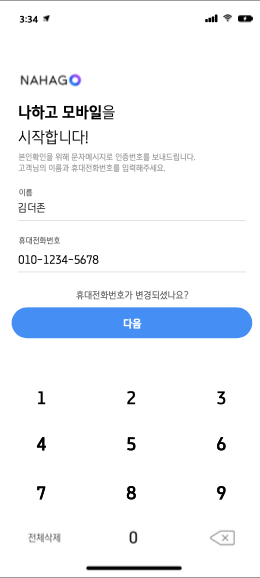 3:34
NAHAGO
나하고 모바일을
시작합니다!
본인확인을 위해 문자메시지로 인증번호를 보내드립니다.
고객님의 이름과 휴대전화번호를 입력해주세요.
이름
김더존
휴대전화번호
010-1234-5678
휴대전화번호가 변경되셨나요?
다음
1 2 3
4 5 6
7 8 9
전체삭제 0